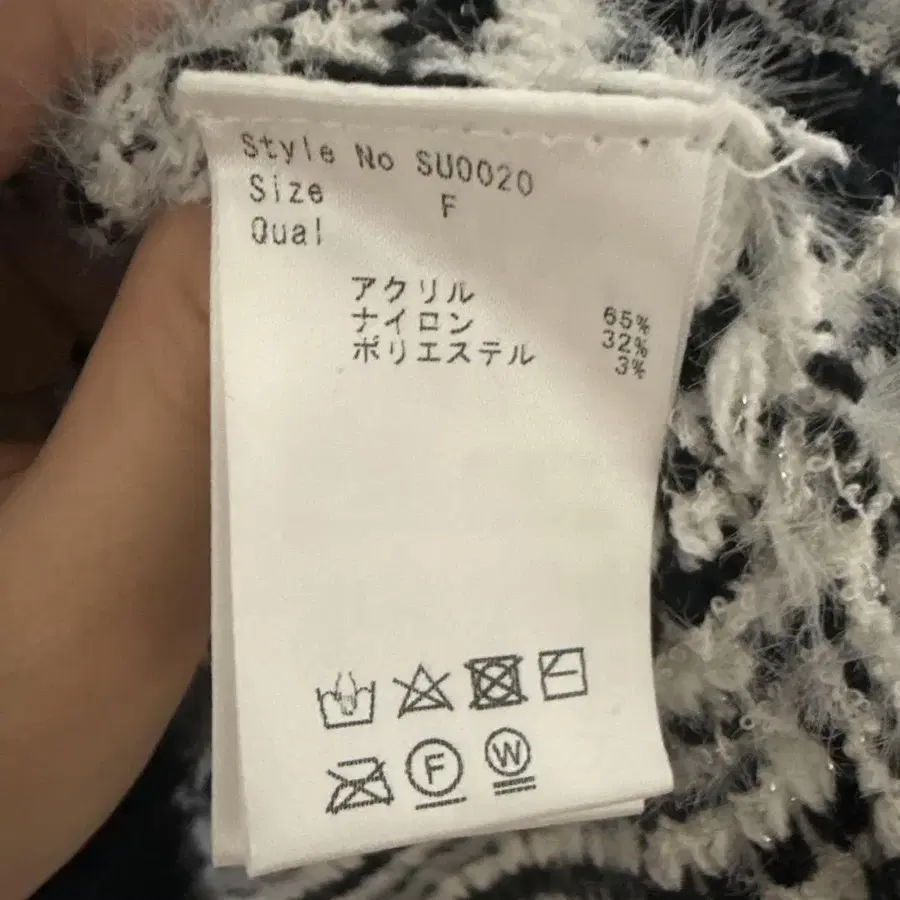 Style No SU0020
Size F
Qual
アクリル 65%
ナイロン 32%
ポリエステル 3%
F W